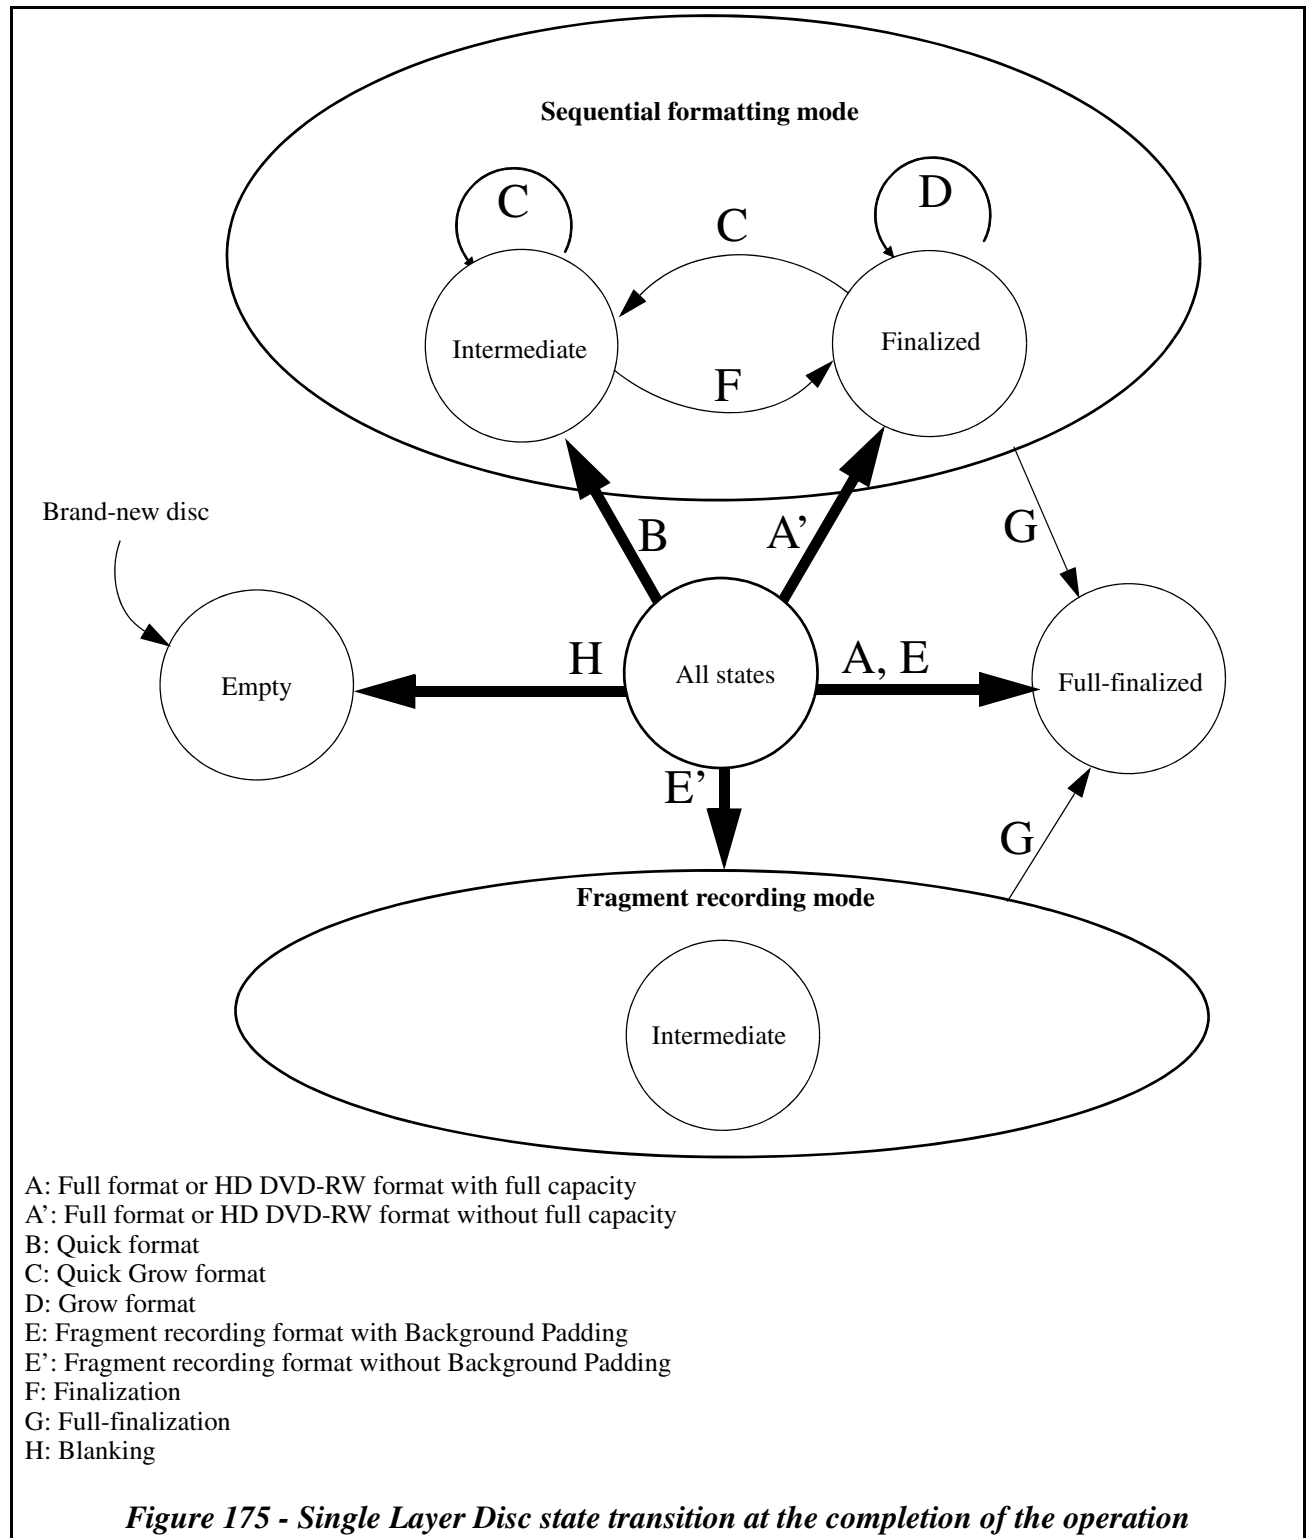 Sequential formatting mode
C
D
C
Intermediate
Finalized
F
Brand-new disc
B
A’
G
H
A, E
Empty
All states
Full-finalized
E’
G
Fragment recording mode
Intermediate
A: Full format or HD DVD-RW format with full capacity
A’: Full format or HD DVD-RW format without full capacity
B: Quick format
C: Quick Grow format
D: Grow format
E: Fragment recording format with Background Padding
E’: Fragment recording format without Background Padding
F: Finalization
G: Full-finalization
H: Blanking
Figure 175 - Single Layer Disc state transition at the completion of the operation